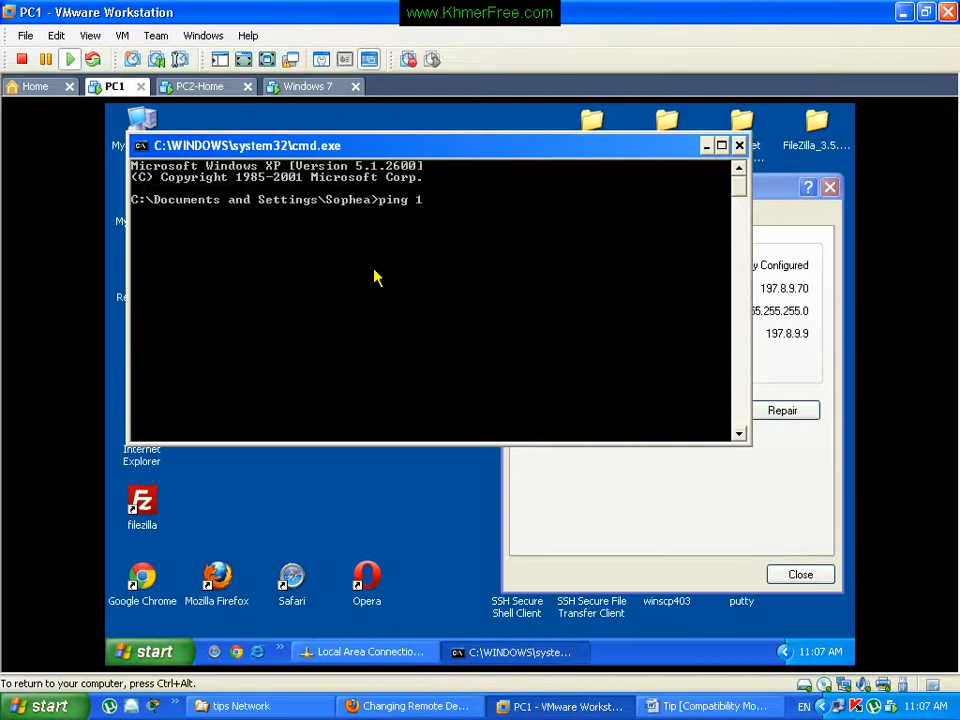 PC1 - VMware Workstation
www.KhmerFree.com
File Edit View VM Team Windows Help
Home PC1 PC2-Home Windows 7
C:\WINDOWS\system32\cmd.exe
FileZilla_3.5....
Microsoft Windows XP [Version 5.1.2600]
(C) Copyright 1985-2001 Microsoft Corp.
C:\Documents and Settings\Sophea>ping 1
y Configured
197.8.9.70
55.255.255.0
197.8.9.9
Repair
Internet
Explorer
filezilla
Close
Google Chrome Mozilla Firefox Safari Opera
SSH Secure
Shell Client
SSH Secure File
Transfer Client
winscp403 putty
start Local Area Connectio... C:\WINDOWS\syste... 11:07 AM
To return to your computer, press Ctrl+Alt.
start tips Network Changing Remote De... PC1 - VMware Workst... Tip [Compatibility Mo... EN 11:07 AM